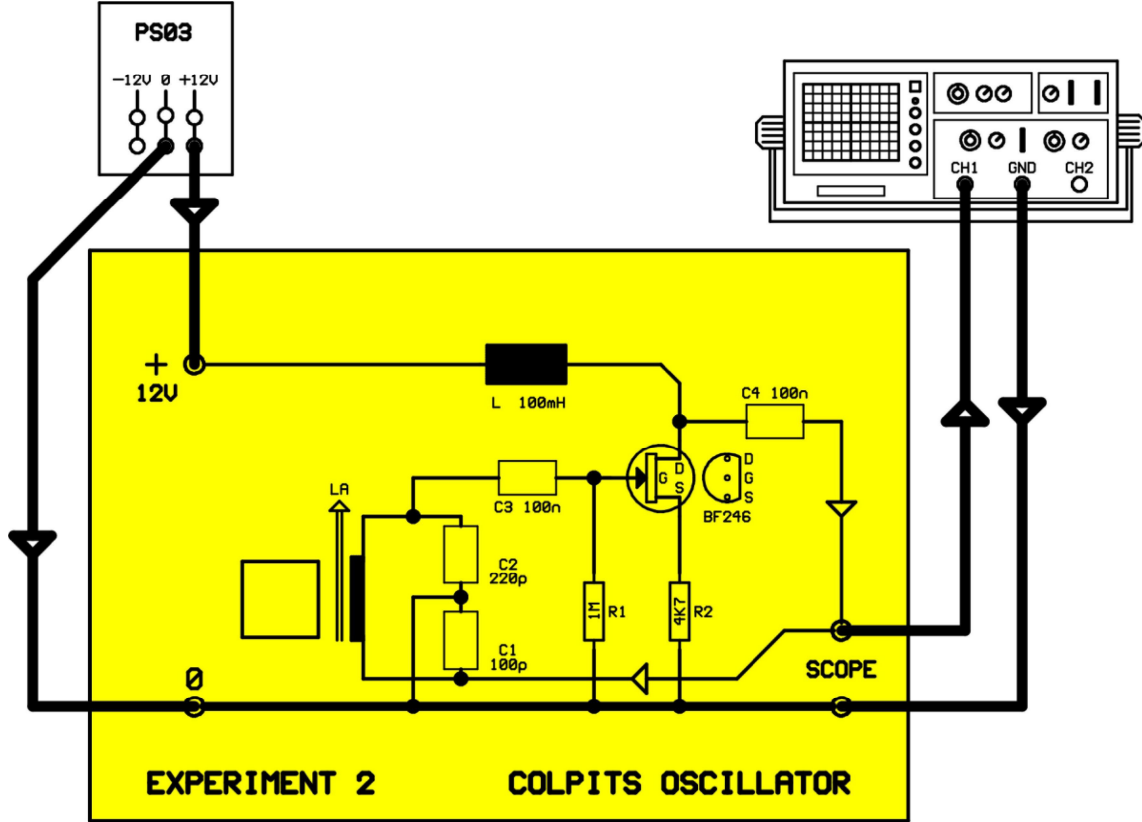 PS03
-12V 0 +12V
CH1 GND CH2
+
12V
L 100mH
C4 100n
D
G
S
D
G
S
BF246
LA
C3 100n
C2
220p
1M R1
4K7 R2
C1
100p
SCOPE
0
EXPERIMENT 2 COLPITS OSCILLATOR